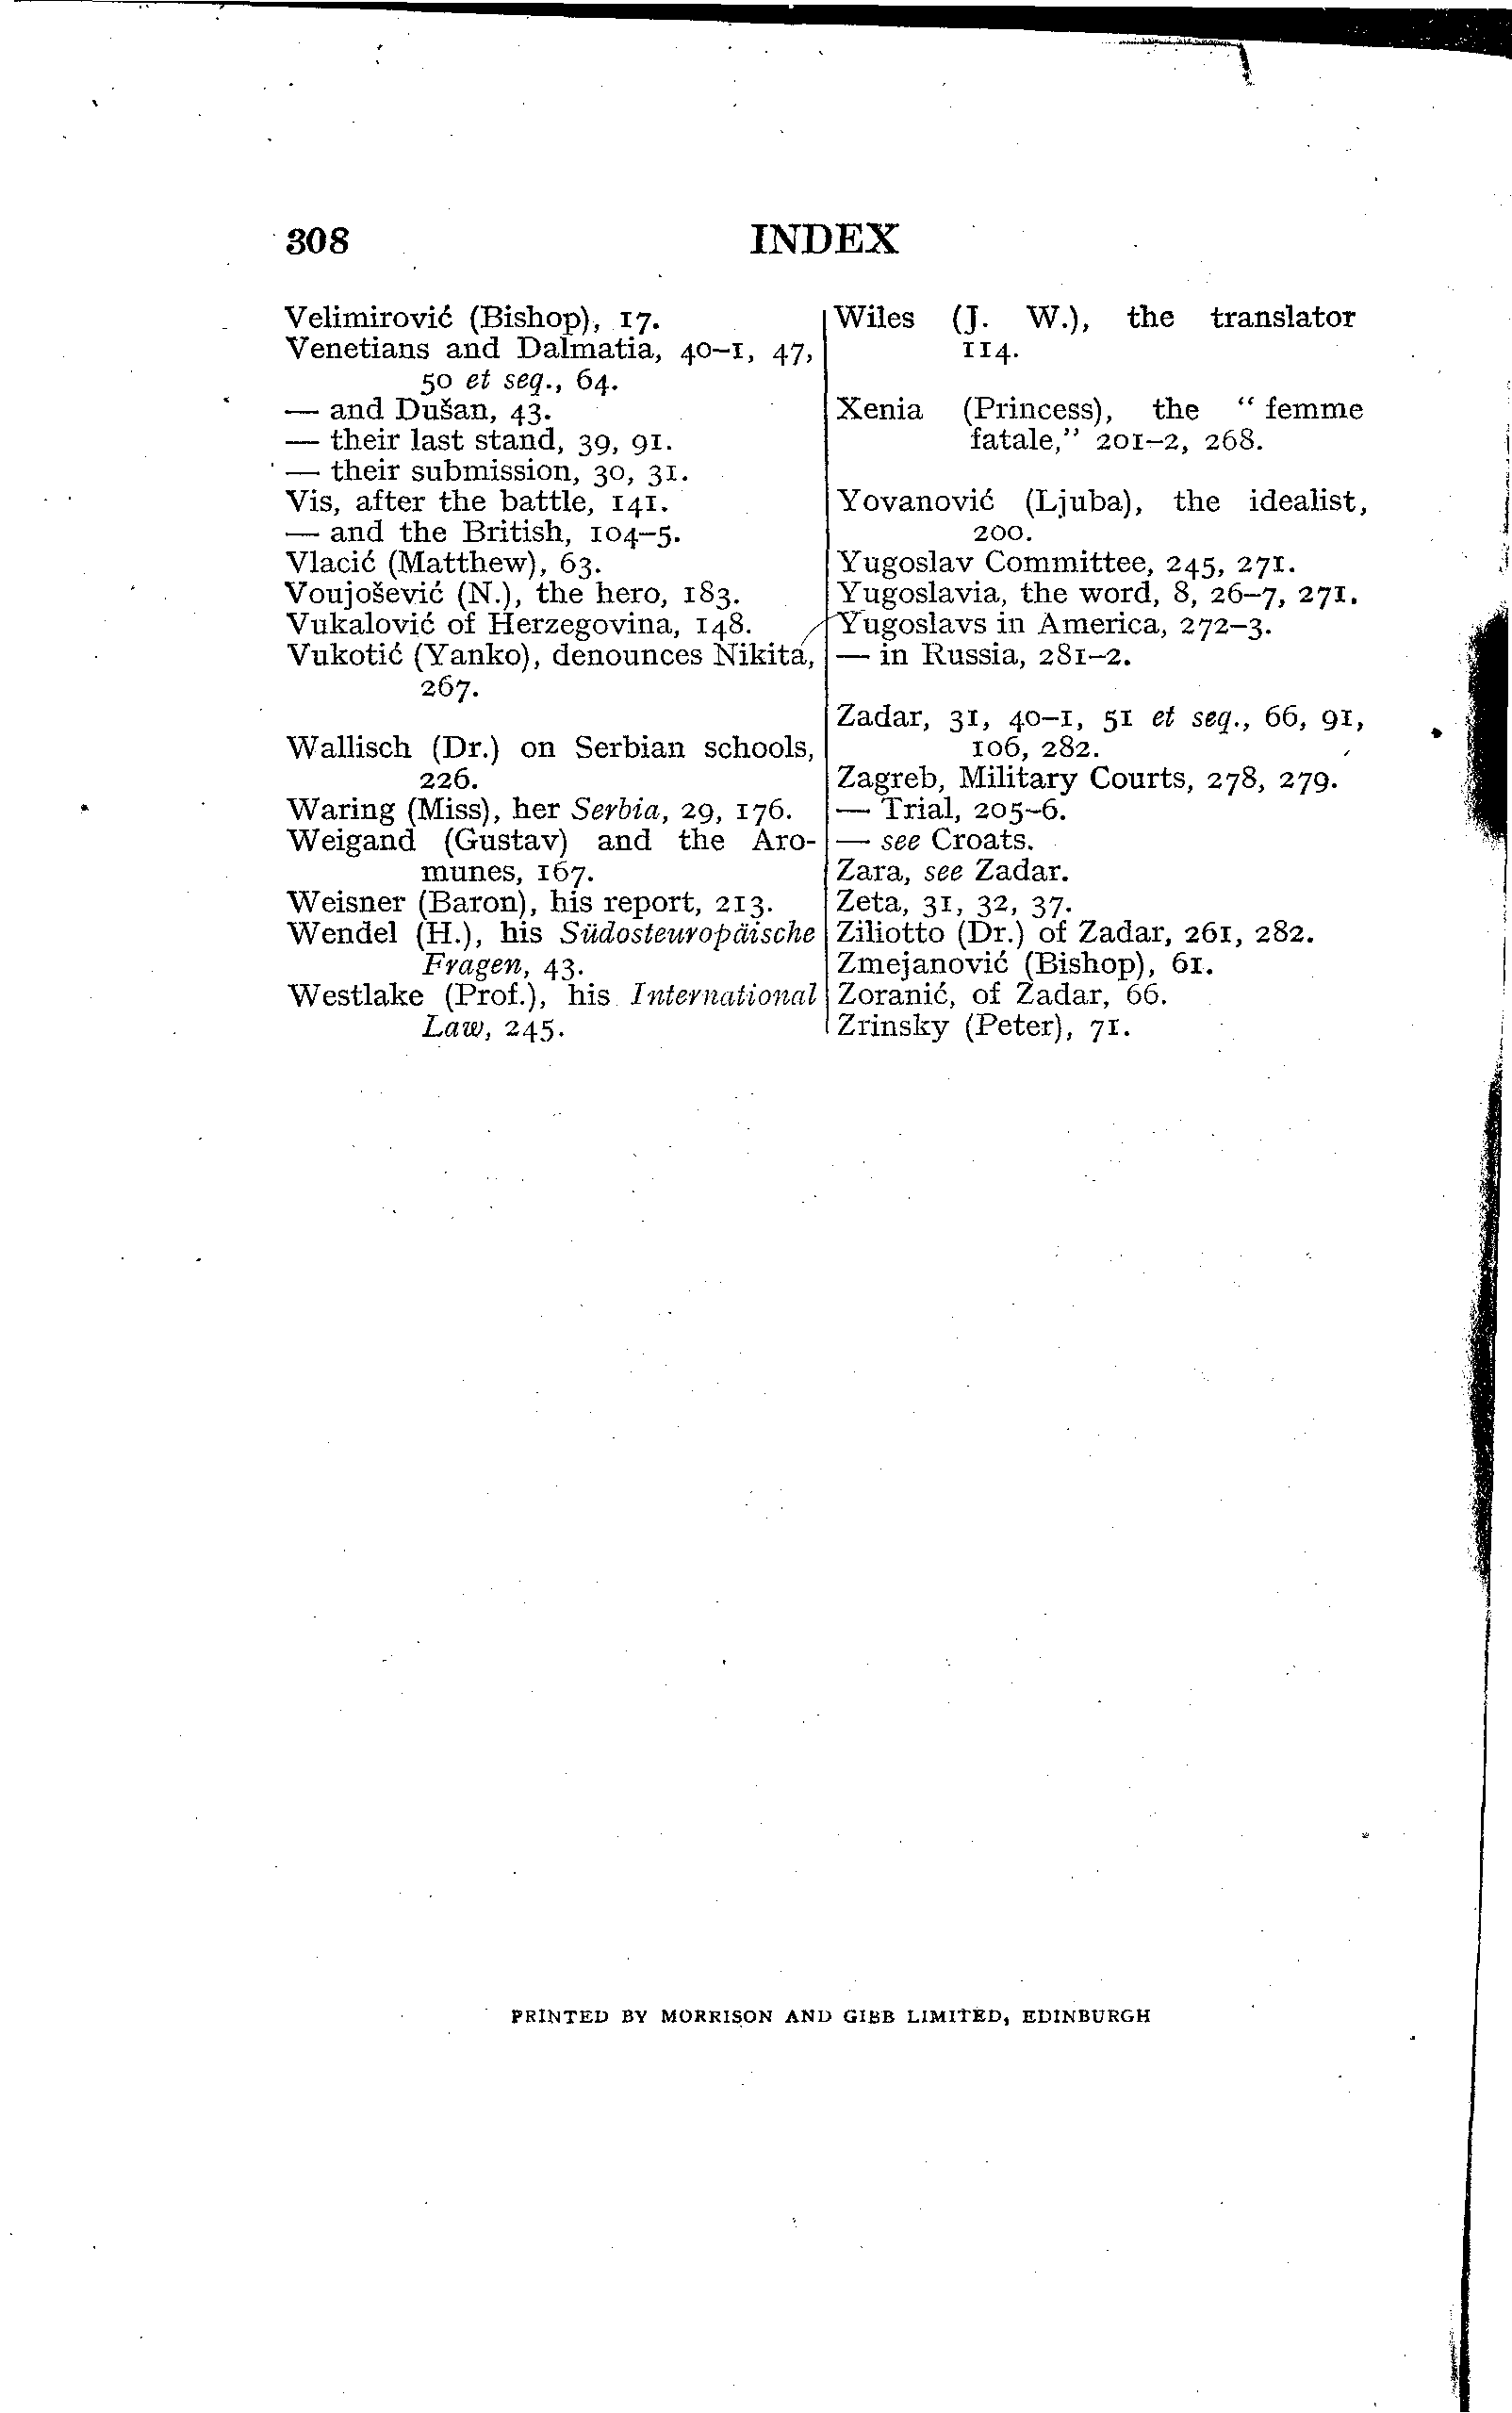 308 INDEX
Velimirović (Bishop), 17.
Venetians and Dalmatia, 40–1, 47,
50 et seq., 64.
— and Dušan, 43.
— their last stand, 39, 91.
— their submission, 30, 31.
Vis, after the battle, 141.
— and the British, 104–5.
Vlacić (Matthew), 63.
Voujošević (N.), the hero, 183.
Vukalović of Herzegovina, 148.
Vukotić (Yanko), denounces Nikita,
267.
Wallisch (Dr.) on Serbian schools,
226.
Waring (Miss), her Serbia, 29, 176.
Weigand (Gustav) and the Aro-
munes, 167.
Weisner (Baron), his report, 213.
Wendel (H.), his Südosteuropäische
Fragen, 43.
Westlake (Prof.), his International
Law, 245.
Wiles (J. W.), the translator
114.
Xenia (Princess), the “ femme
fatale,” 201–2, 268.
Yovanović (Ljuba), the idealist,
200.
Yugoslav Committee, 245, 271.
Yugoslavia, the word, 8, 26–7, 271.
Yugoslavs in America, 272–3.
— in Russia, 281–2.
Zadar, 31, 40–1, 51 et seq., 66, 91,
106, 282.
Zagreb, Military Courts, 278, 279.
— Trial, 205–6.
— see Croats.
Zara, see Zadar.
Zeta, 31, 32, 37.
Ziliotto (Dr.) of Zadar, 261, 282.
Zmejanović (Bishop), 61.
Zoranić, of Zadar, 66.
Zrinsky (Peter), 71.
PRINTED BY MORRISON AND GIBB LIMITED, EDINBURGH